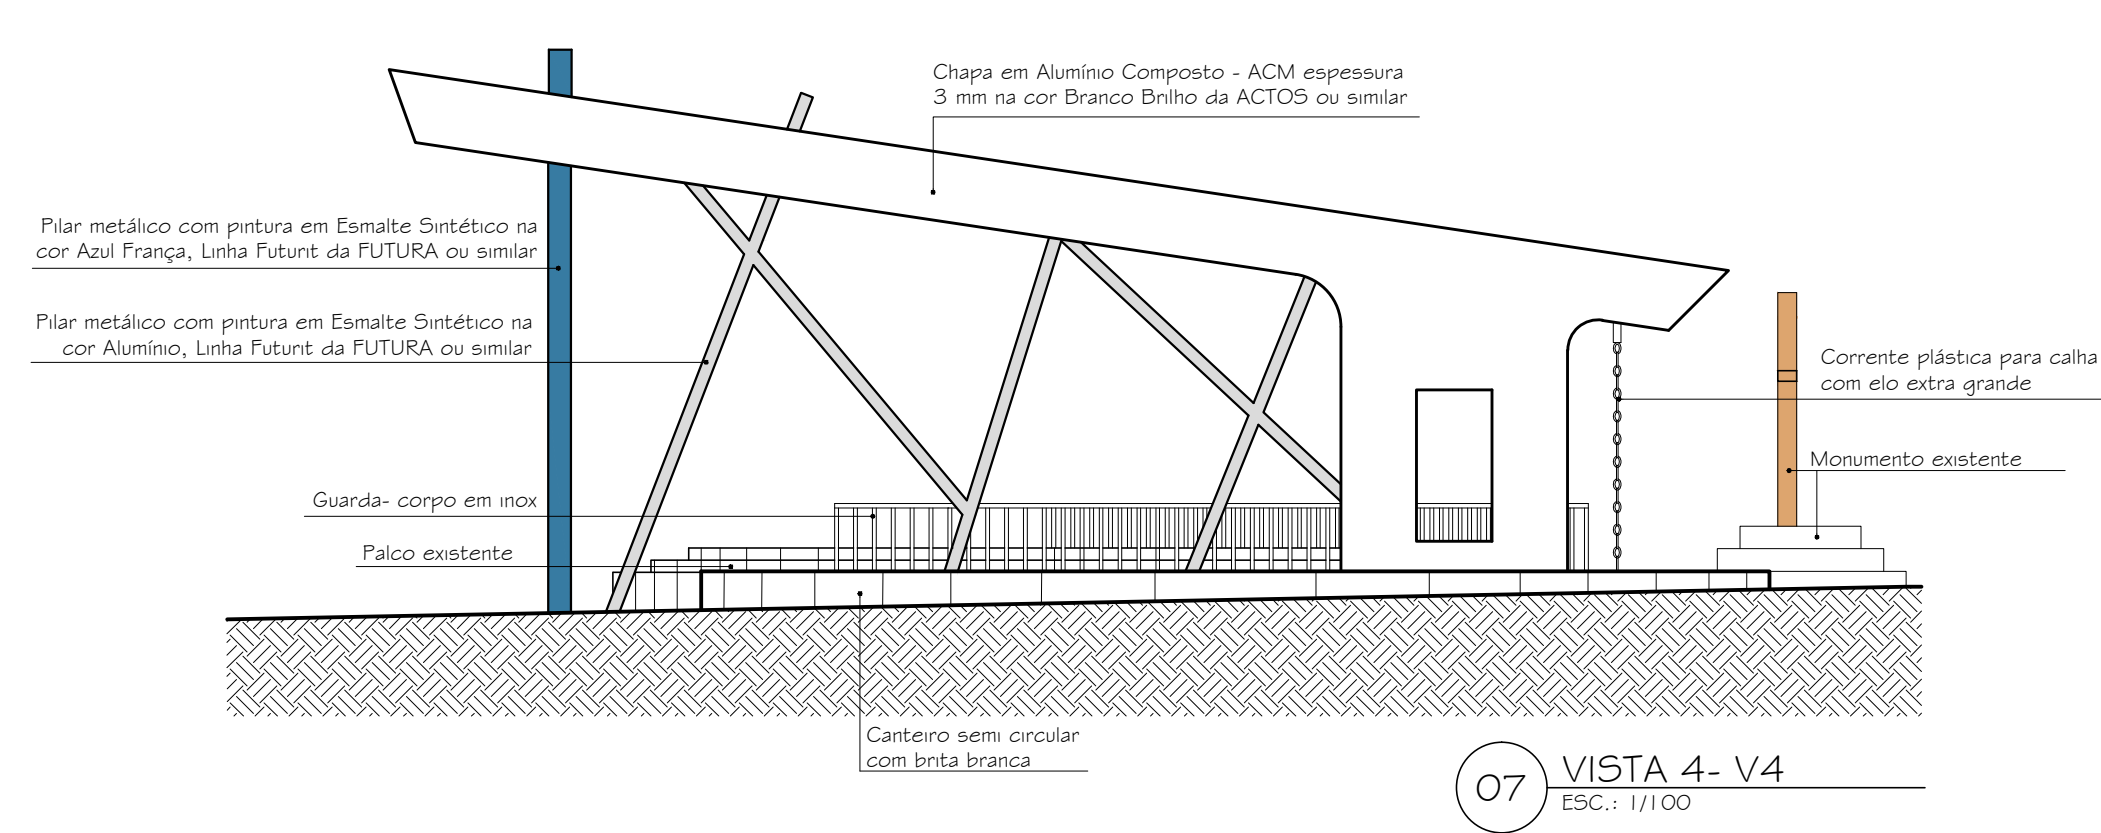 Chapa em Alumínio Composto - ACM espessura
3 mm na cor Branco Brilho da ACTOS ou similar
Pilar metálico com pintura em Esmalte Sintético na
cor Azul França, Linha Futurit da FUTURA ou similar
Pilar metálico com pintura em Esmalte Sintético na
cor Alumínio, Linha Futurit da FUTURA ou similar
Corrente plástica para calha
com elo extra grande
Monumento existente
Guarda- corpo em inox
Palco existente
Canteiro semi circular
com brita branca
07
VISTA 4- V4
ESC.: 1/100